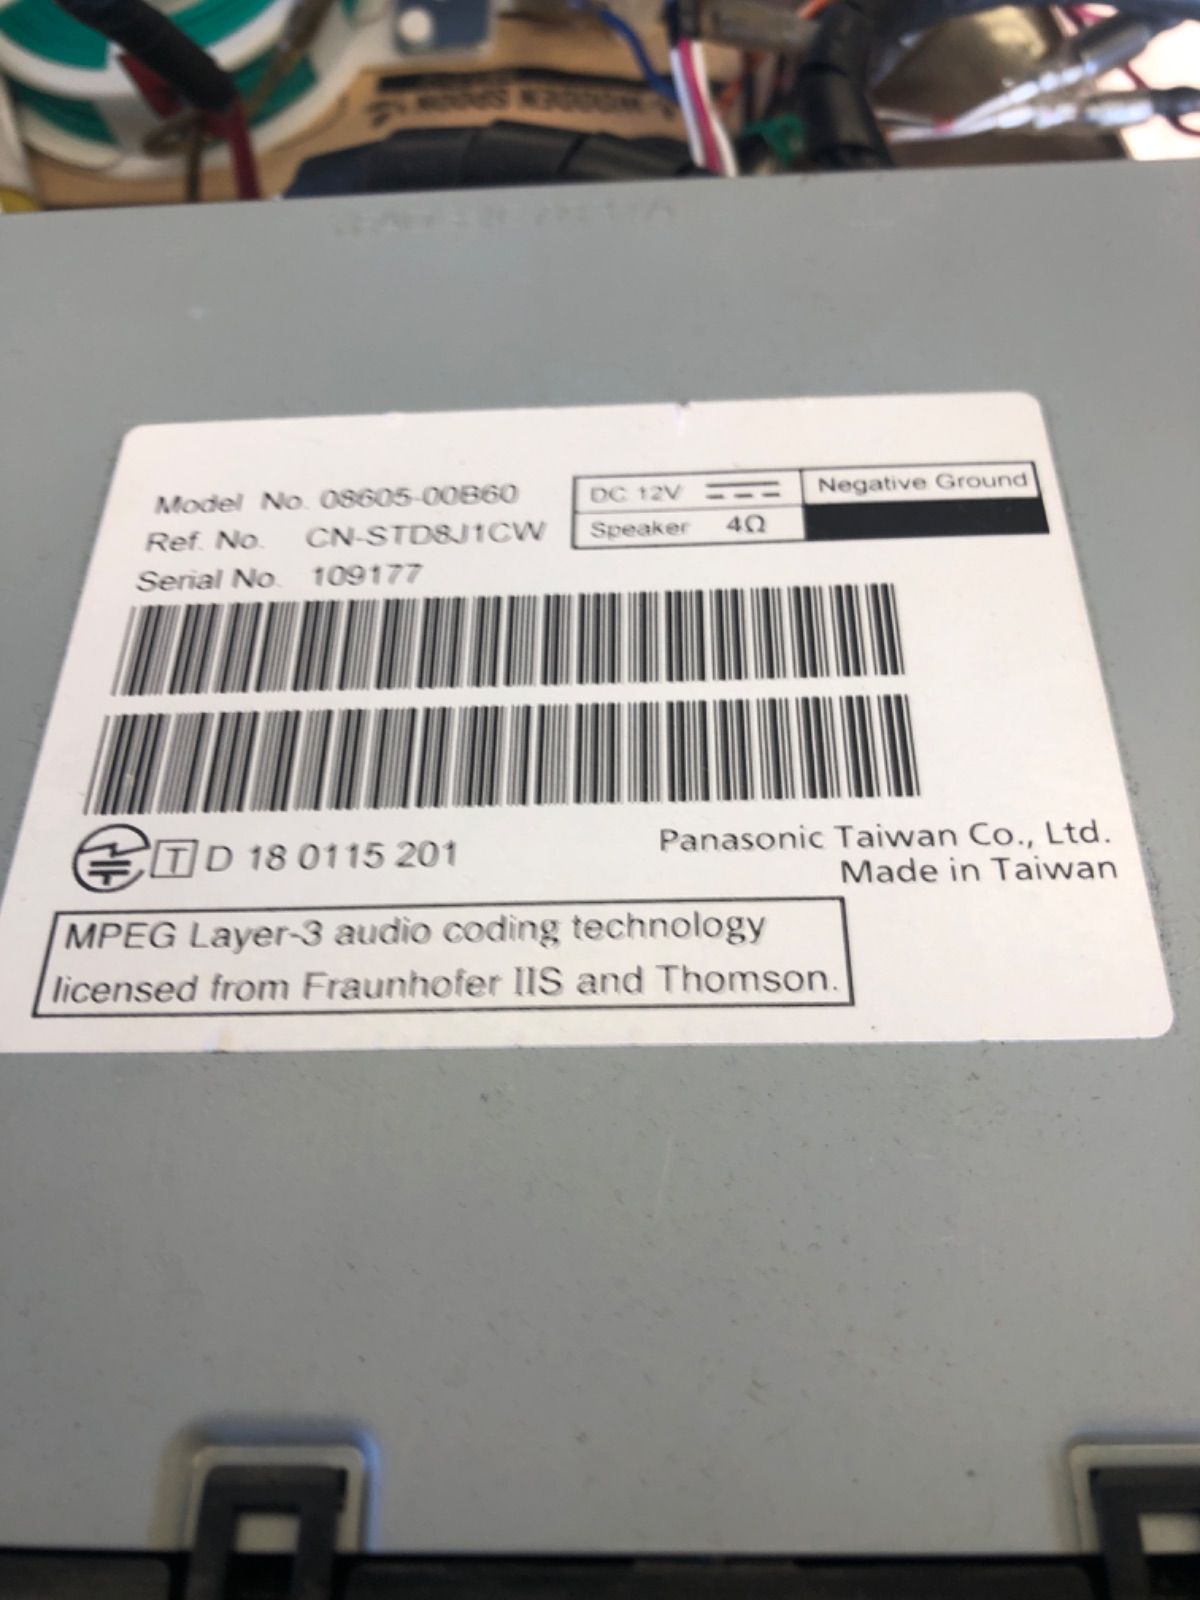 WOODEN SPOON
Model No. 08605-00B60
Ref. No. CN-STD8J1CW
Serial No. 109177
DC 12V
Speaker 4Ω
Negative Ground
T D 18 0115 201
Panasonic Taiwan Co., Ltd.
Made in Taiwan
MPEG Layer-3 audio coding technology
licensed from Fraunhofer IIS and Thomson.